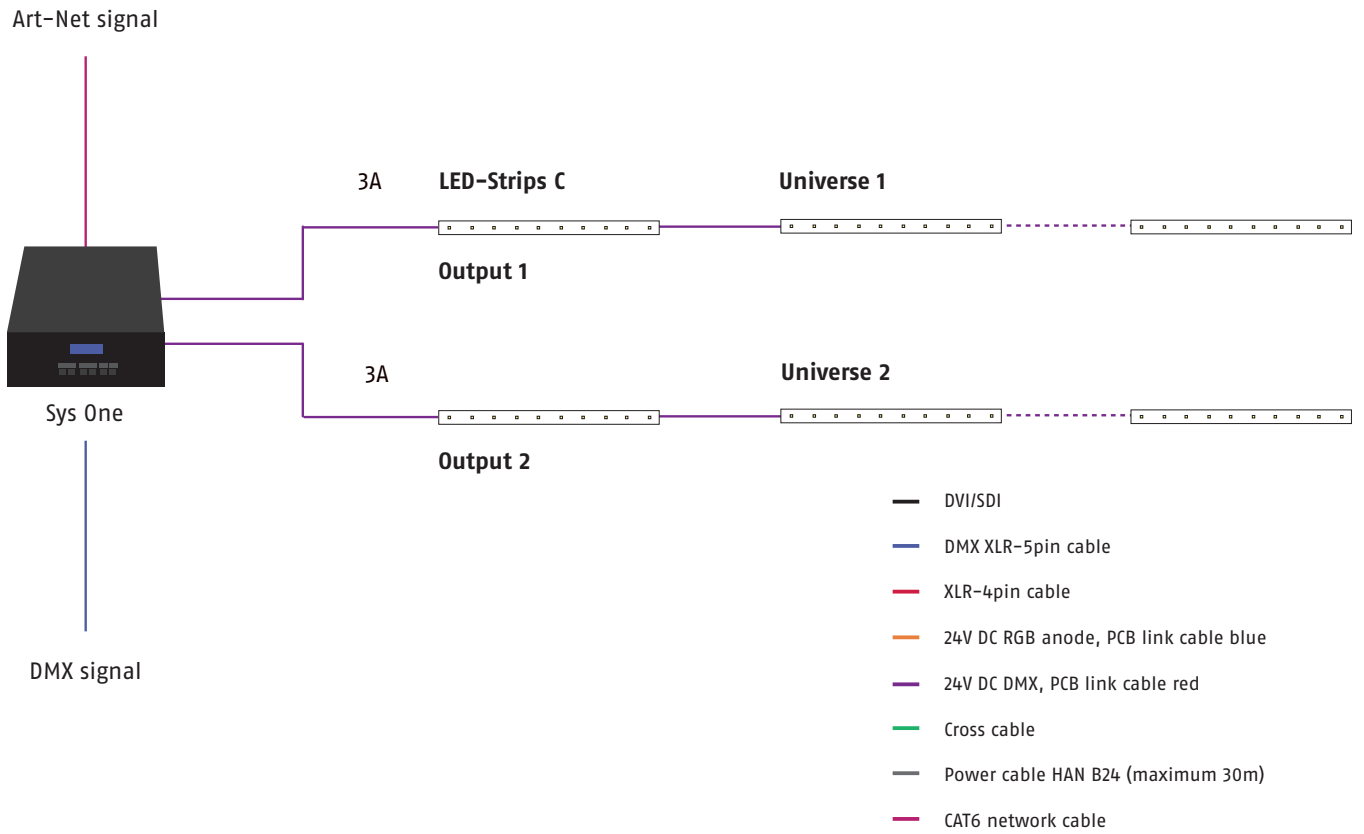 Art-Net signal
3A
LED-Strips C
Universe 1
Output 1
3A
Universe 2
Sys One
Output 2
DMX signal
DVI/SDI
DMX XLR-5pin cable
XLR-4pin cable
24V DC RGB anode, PCB link cable blue
24V DC DMX, PCB link cable red
Cross cable
Power cable HAN B24 (maximum 30m)
CAT6 network cable